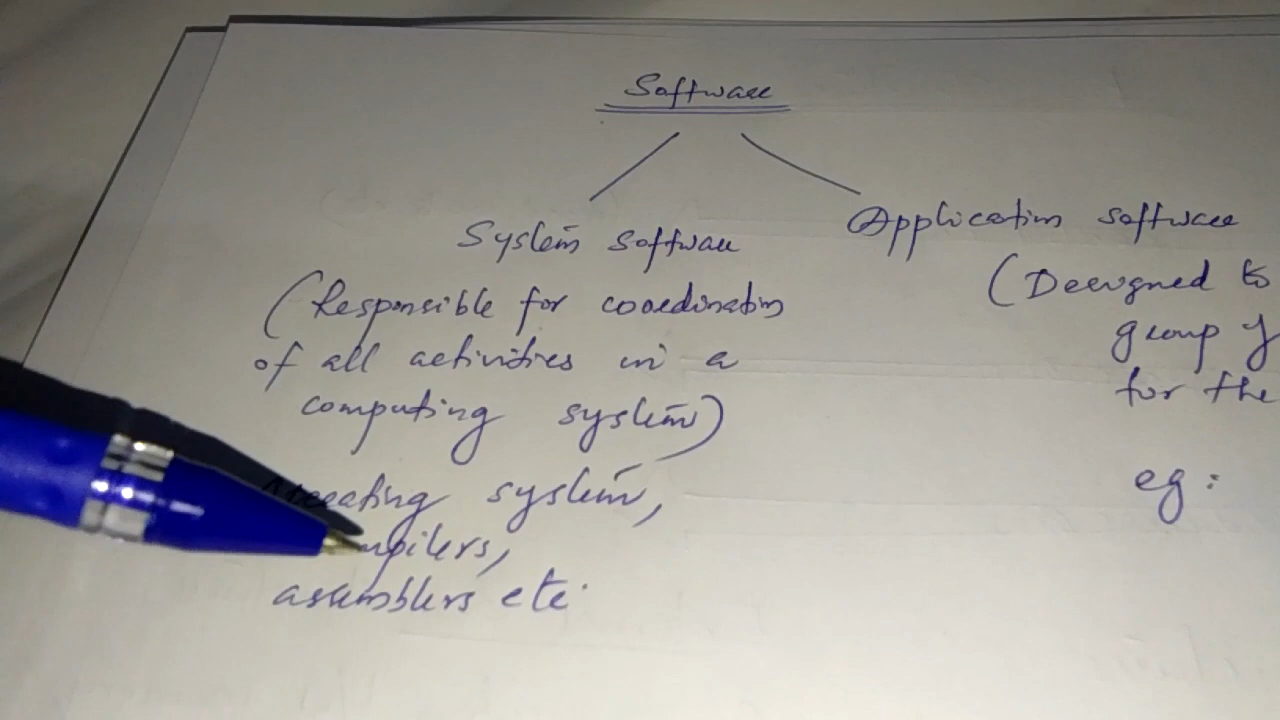 Software
System software
Application software
(Responsible for coordination
of all activities in a
computing system)
system,
assemblers etc.
(Designed to
group of
for the
eg: